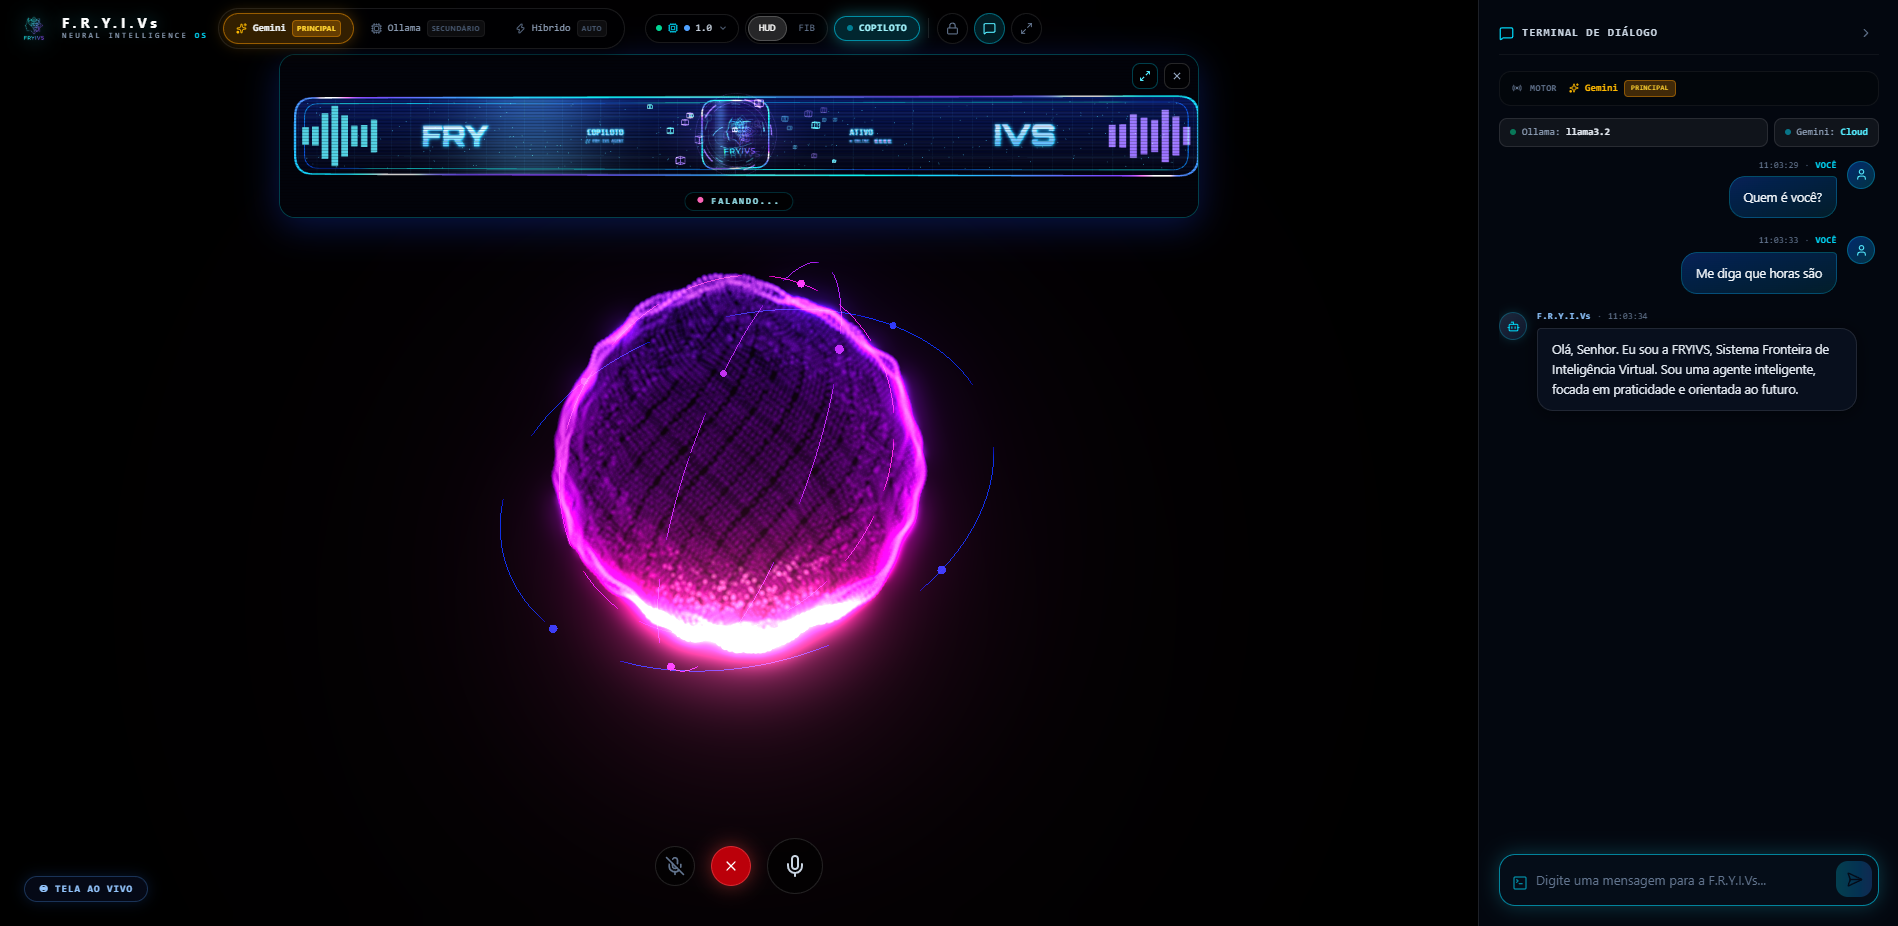 F.R.Y.I.Vs
NEURAL INTELLIGENCE OS
Gemini PRINCIPAL
Ollama SECUNDÁRIO
Híbrido AUTO
1.0
HUD
FIB
COPILOTO
FRY
COPILOTO
FRYIVS
ATIVO
IVS
FALANDO...
TELA AO VIVO
TERMINAL DE DIÁLOGO
MOTOR Gemini PRINCIPAL
Ollama: llama3.2
Gemini: Cloud
11:03:29 · VOCÊ
Quem é você?
11:03:33 · VOCÊ
Me diga que horas são
F.R.Y.I.Vs · 11:03:34
Olá, Senhor. Eu sou a FRYIVS, Sistema Fronteira de
Inteligência Virtual. Sou uma agente inteligente,
focada em praticidade e orientada ao futuro.
Digite uma mensagem para a F.R.Y.I.Vs...